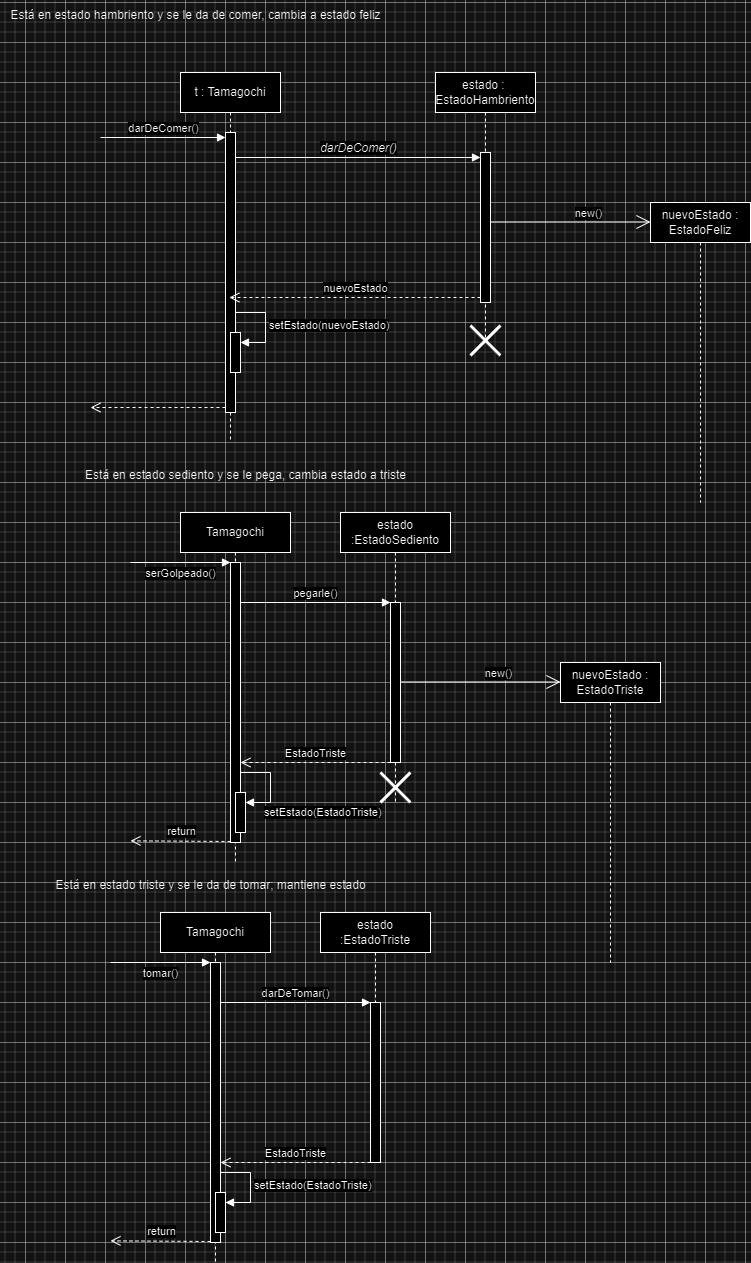 Está en estado hambriento y se le da de comer, cambia a estado feliz
t : Tamagochi
estado :
EstadoHambriento
darDeComer()
darDeComer()
new()
nuevoEstado :
EstadoFeliz
nuevoEstado
setEstado(nuevoEstado)
Está en estado sediento y se le pega, cambia estado a triste
Tamagochi
estado
:EstadoSediento
serGolpeado()
pegarle()
new()
nuevoEstado :
EstadoTriste
EstadoTriste
setEstado(EstadoTriste)
return
Está en estado triste y se le da de tomar, mantiene estado
Tamagochi
estado
:EstadoTriste
tomar()
darDeTomar()
EstadoTriste
setEstado(EstadoTriste)
return